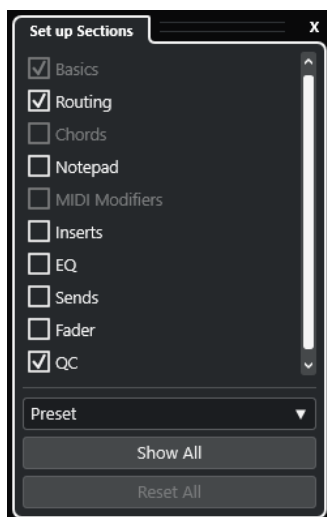 Set up Sections
X
Basics
Routing
Chords
Notepad
MIDI Modifiers
Inserts
EQ
Sends
Fader
QC
Preset
Show All
Reset All